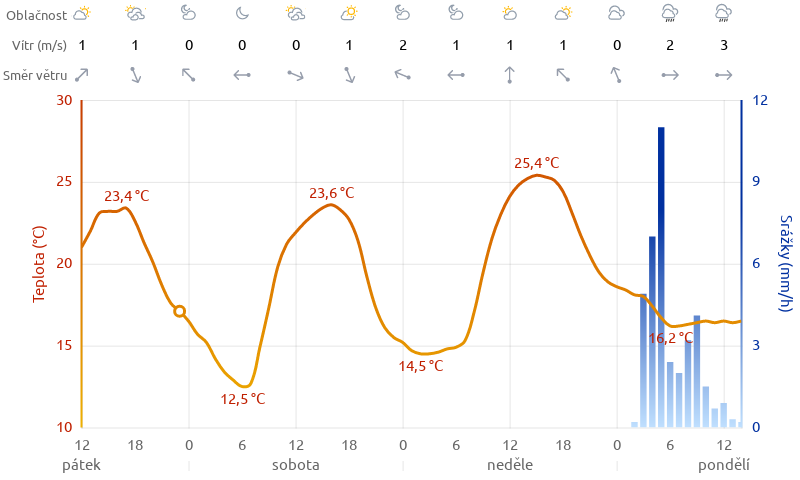 Oblačnost
Vítr (m/s) 1 1 0 0 0 1 2 1 1 1 0 2 3
Směr větru
30 12
25,4 °C
25 9
23,4 °C 23,6 °C
Teplota (°C)
Srážky (mm/h)
20 6
16,2 °C
15 3
14,5 °C
12,5 °C
10 0
12 18 0 6 12 18 0 6 12 18 0 6 12
pátek sobota neděle pondělí